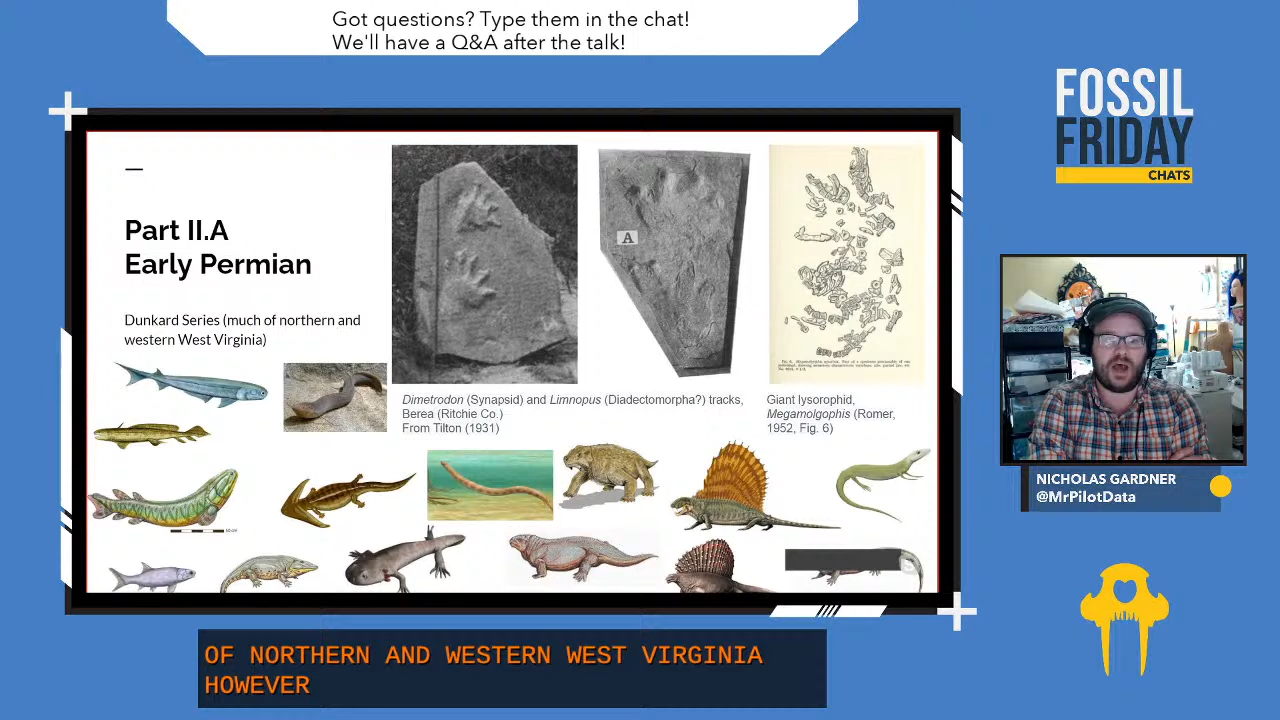 Got questions? Type them in the chat!
We'll have a Q&A after the talk!
FOSSIL
FRIDAY
CHATS
Part II.A
Early Permian
Dunkard Series (much of northern and
western West Virginia)
A
Dimetrodon (Synapsid) and Limnopus (Diadectomorpha?) tracks,
Berea (Ritchie Co.)
From Tilton (1931)
Giant lysorophid,
Megamolgophis (Romer,
1952, Fig. 6)
NICHOLAS GARDNER
@MrPilotData
OF NORTHERN AND WESTERN WEST VIRGINIA
HOWEVER